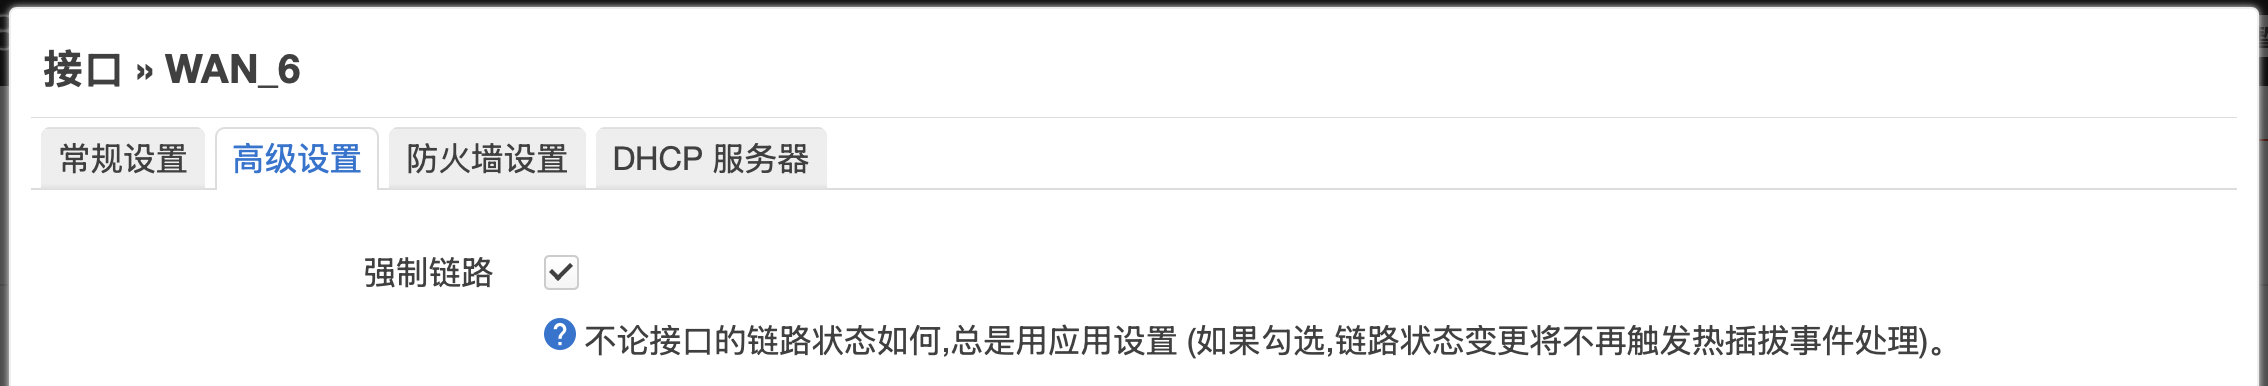 接口 » WAN_6
常规设置 高级设置 防火墙设置 DHCP 服务器
强制链路
不论接口的链路状态如何,总是用应用设置 (如果勾选,链路状态变更将不再触发热插拔事件处理)。